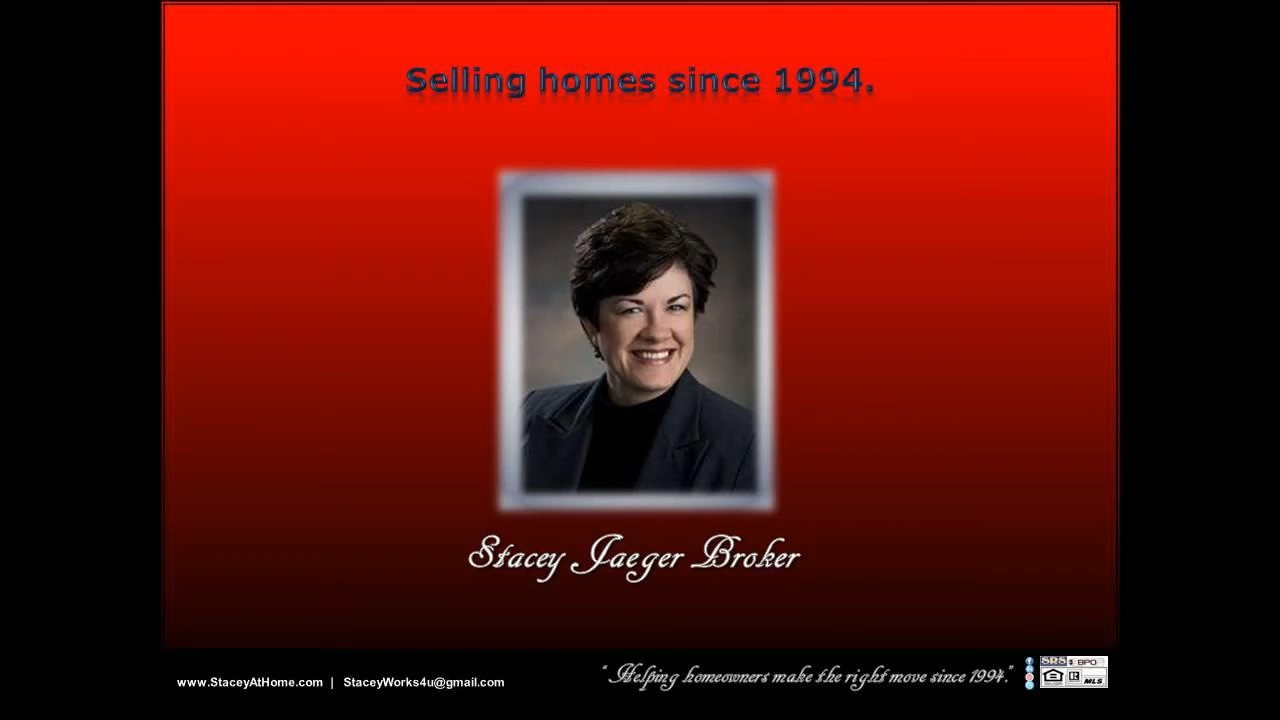 Selling homes since 1994.
Stacey Jaeger Broker
www.StaceyAtHome.com | StaceyWorks4u@gmail.com
“Helping homeowners make the right move since 1994.”
SRS BPO
R MLS